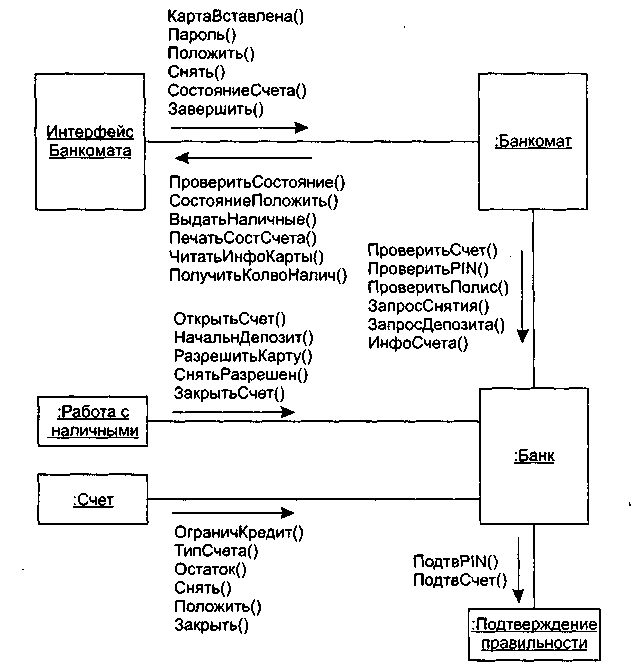 КартаВставлена()
Пароль()
Положить()
Снять()
СостояниеСчета()
Завершить()
Интерфейс
Банкомата
:Банкомат
ПроверитьСостояние()
СостояниеПоложить()
ВыдатьНаличные()
ПечатьСостСчета()
ЧитатьИнфоКарты()
ПолучитьКолвоНалич()
ПроверитьСчет()
ПроверитьPIN()
ПроверитьПолис()
ЗапросСнятия()
ЗапросДепозита()
ИнфоСчета()
ОткрытьСчет()
НачальнДепозит()
РазрешитьКарту()
СнятьРазрешен()
ЗакрытьСчет()
:Работа с
наличными
:Банк
:Счет
ОграничКредит()
ТипСчета()
Остаток()
Снять()
Положить()
Закрыть()
ПодтвPIN()
ПодтвСчет()
:Подтверждение
правильности